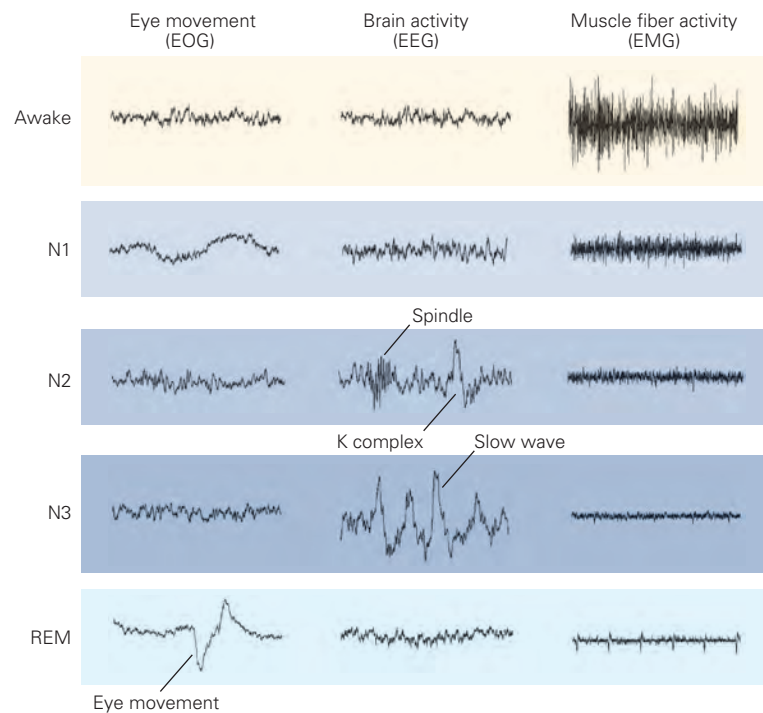 Eye movement
(EOG)
Brain activity
(EEG)
Muscle fiber activity
(EMG)
Awake
N1
Spindle
N2
K complex
Slow wave
N3
REM
Eye movement